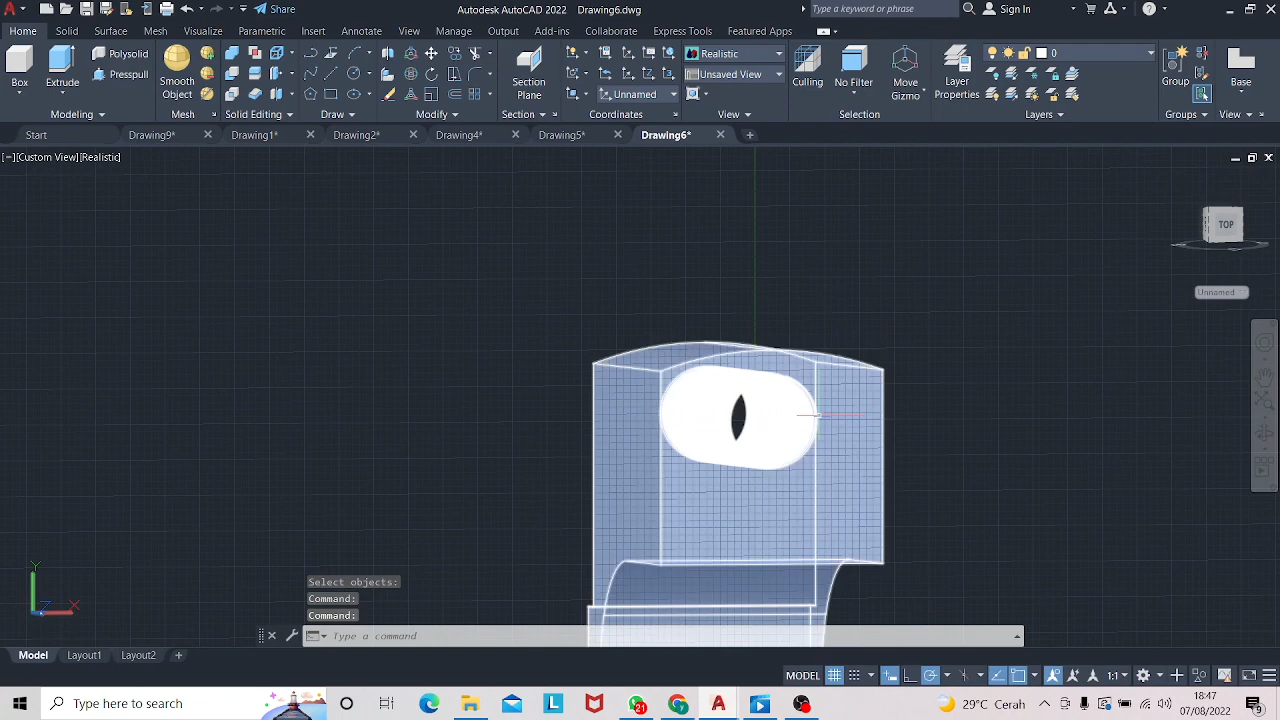 Share
Autodesk AutoCAD 2022 Drawing6.dwg
Type a keyword or phrase
Sign In
Home Solid Surfac Mesh Visualize Parametric Insert Annotate View Manage Output Add-ins Collaborate Express Tools Featured Apps
Box
Extrude
Polysolid
Presspull
Smooth
Object
Section
Plane
Realistic
Unsaved View
Unnamed
Culling
No Filter
Move
Gizmo
Layer
Properties
0
Group
Base
Modeling Mesh Solid Editing Draw Modify Section Coordinates View Selection Layers Groups View
Start Drawing9* Drawing1* Drawing2* Drawing4* Drawing5* Drawing6*
[−][Custom View][Realistic]
TOP
Unnamed
Y
X
Select objects:
Command:
Command:
Type a command
Model Layout1 Layout2
MODEL
1:1
Type here to search
21
29°C Cerah
18:47
/08/2022